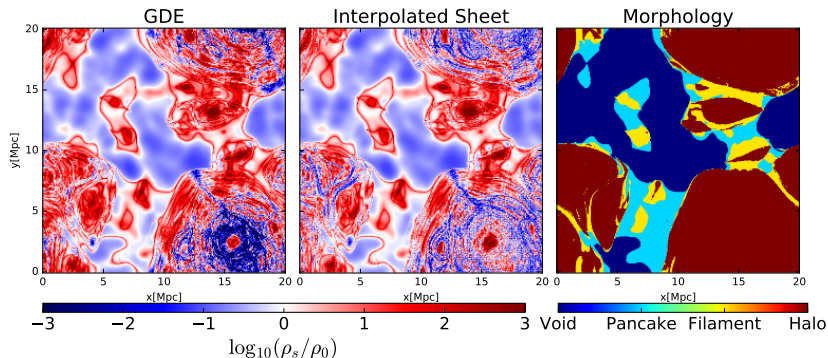 GDE Interpolated Sheet Morphology
20
15
10
5
0
y[Mpc]
0 5 10 15 20 0 5 10 15 20 0 5 10 15 20
x[Mpc] x[Mpc] x[Mpc]
−3 −2 −1 0 1 2 3 Void Pancake Filament Halo
log₁₀(ρₛ/ρ₀)